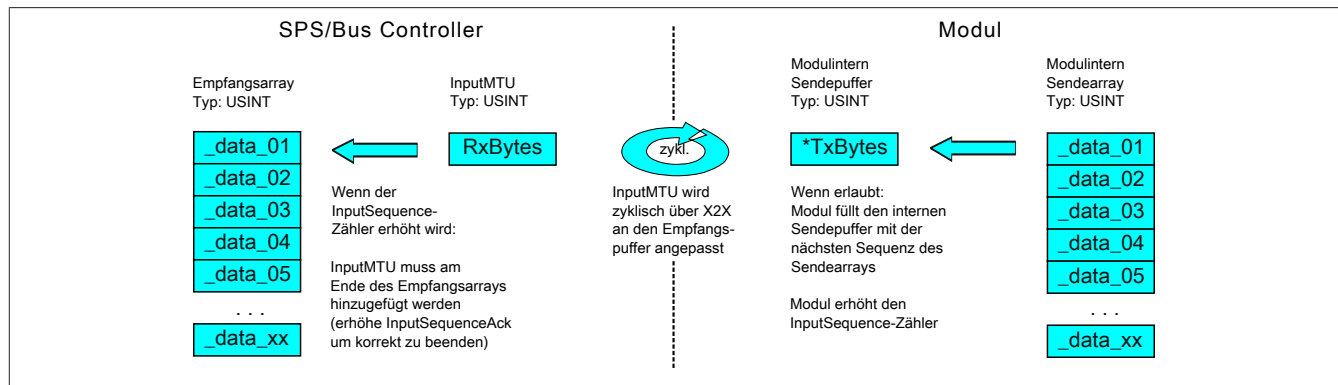 SPS/Bus Controller
Modul
Empfangsarray
Typ: USINT
InputMTU
Typ: USINT
Modulintern
Sendepuffer
Typ: USINT
Modulintern
Sendearray
Typ: USINT
_data_01
_data_02
_data_03
_data_04
_data_05
. . .
_data_xx
RxBytes
Wenn der
InputSequence-
Zähler erhöht wird:
InputMTU muss am
Ende des Empfangsarrays
hinzugefügt werden
(erhöhe InputSequenceAck
um korrekt zu beenden)
zykl.
InputMTU wird
zyklisch über X2X
an den Empfangs-
puffer angepasst
*TxBytes
Wenn erlaubt:
Modul füllt den internen
Sendepuffer mit der
nächsten Sequenz des
Sendearrays
Modul erhöht den
InputSequence-Zähler
_data_01
_data_02
_data_03
_data_04
_data_05
. . .
_data_xx